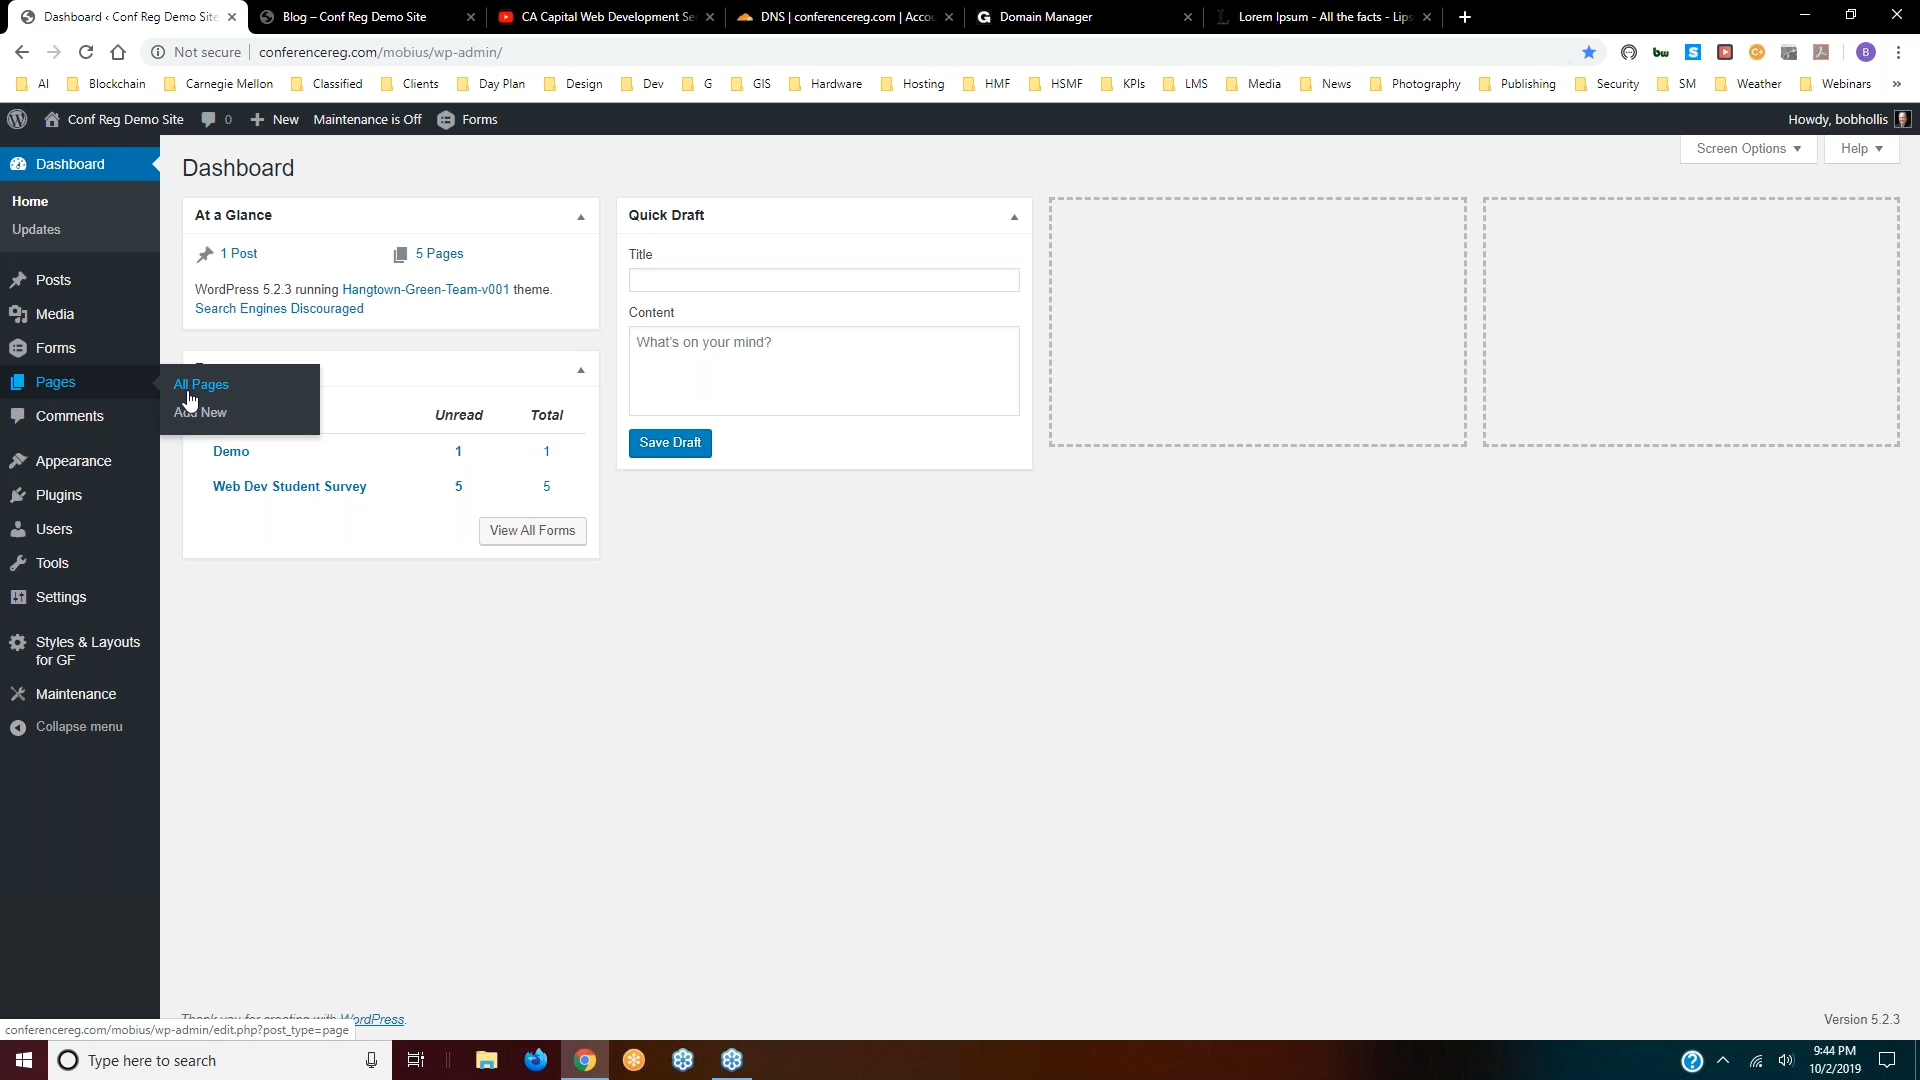 Dashboard ‹ Conf Reg Demo Site
Blog – Conf Reg Demo Site
CA Capital Web Development Se
DNS | conferencereg.com | Accou
Domain Manager
Lorem Ipsum - All the facts - Lips
Not secure
conferencereg.com/mobius/wp-admin/
AI
Blockchain
Carnegie Mellon
Classified
Clients
Day Plan
Design
Dev
G
GIS
Hardware
Hosting
HMF
HSMF
KPIs
LMS
Media
News
Photography
Publishing
Security
SM
Weather
Webinars
»
Conf Reg Demo Site
0
New
Maintenance is Off
Forms
Howdy, bobhollis
Dashboard
Home
Updates
Posts
Media
Forms
Pages
Comments
Appearance
Plugins
Users
Tools
Settings
Styles & Layouts
for GF
Maintenance
Collapse menu
All Pages
Add New
Dashboard
Screen Options
Help
At a Glance
1 Post
5 Pages
WordPress 5.2.3 running Hangtown-Green-Team-v001 theme.
Search Engines Discouraged
Unread
Total
Demo
1
1
Web Dev Student Survey
5
5
View All Forms
Quick Draft
Title
Content
What's on your mind?
Save Draft
Thank you for creating with WordPress.
Version 5.2.3
conferencereg.com/mobius/wp-admin/edit.php?post_type=page
Type here to search
9:44 PM
10/2/2019